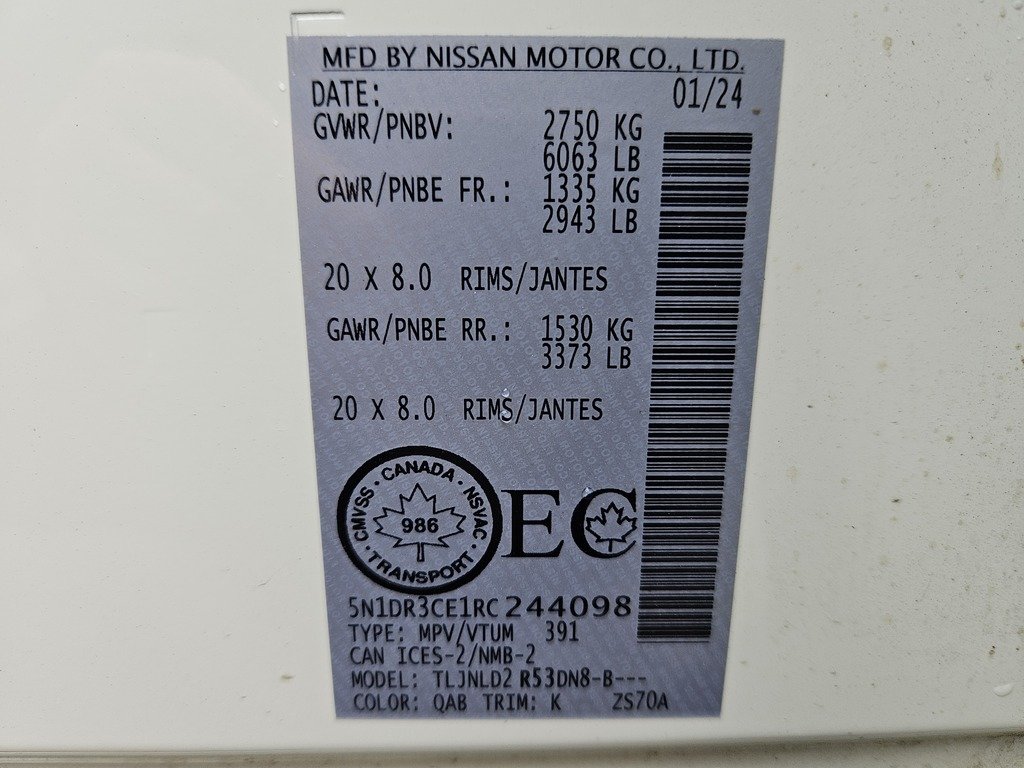 MFD BY NISSAN MOTOR CO., LTD.
DATE: 01/24
GVWR/PNBV: 2750 KG
6063 LB
GAWR/PNBE FR.: 1335 KG
2943 LB
20 X 8.0 RIMS/JANTES
GAWR/PNBE RR.: 1530 KG
3373 LB
20 X 8.0 RIMS/JANTES
CANADA · NSVAC · TRANSPORT · CMVSS ·
986
EC
5N1DR3CE1RC244098
TYPE: MPV/VTUM 391
CAN ICES-2/NMB-2
MODEL: TLJNLD2 R53DN8-B---
COLOR: QAB TRIM: K ZS70A